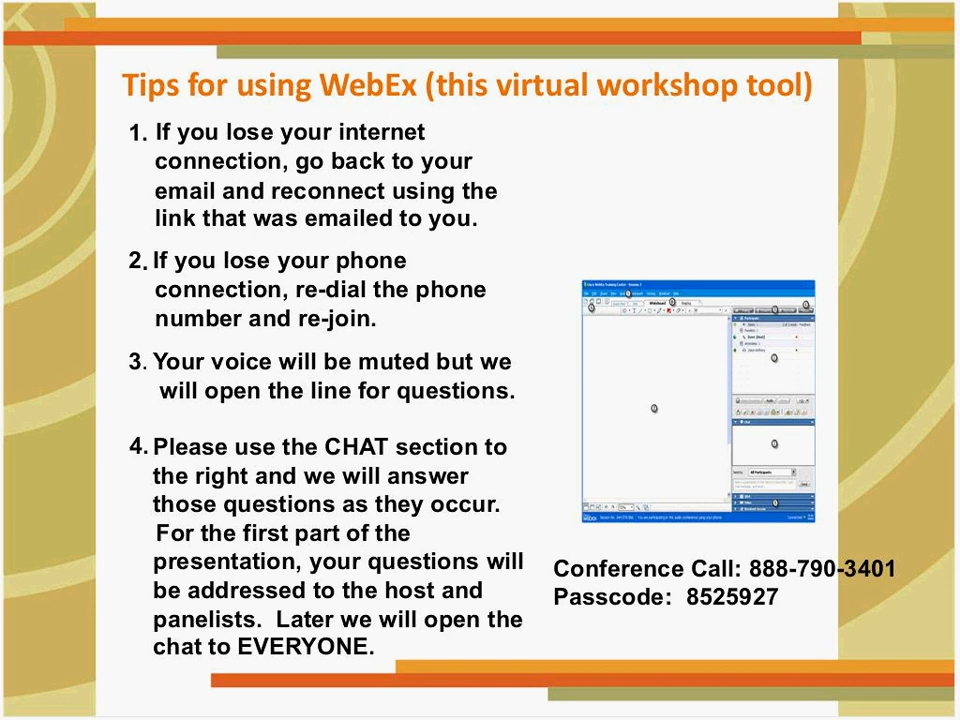 Tips for using WebEx (this virtual workshop tool)
1. If you lose your internet
connection, go back to your
email and reconnect using the
link that was emailed to you.
2. If you lose your phone
connection, re-dial the phone
number and re-join.
3. Your voice will be muted but we
will open the line for questions.
4. Please use the CHAT section to
the right and we will answer
those questions as they occur.
For the first part of the
presentation, your questions will
be addressed to the host and
panelists. Later we will open the
chat to EVERYONE.
Whiteboard
Chat
All Participants
Conference Call: 888-790-3401
Passcode: 8525927